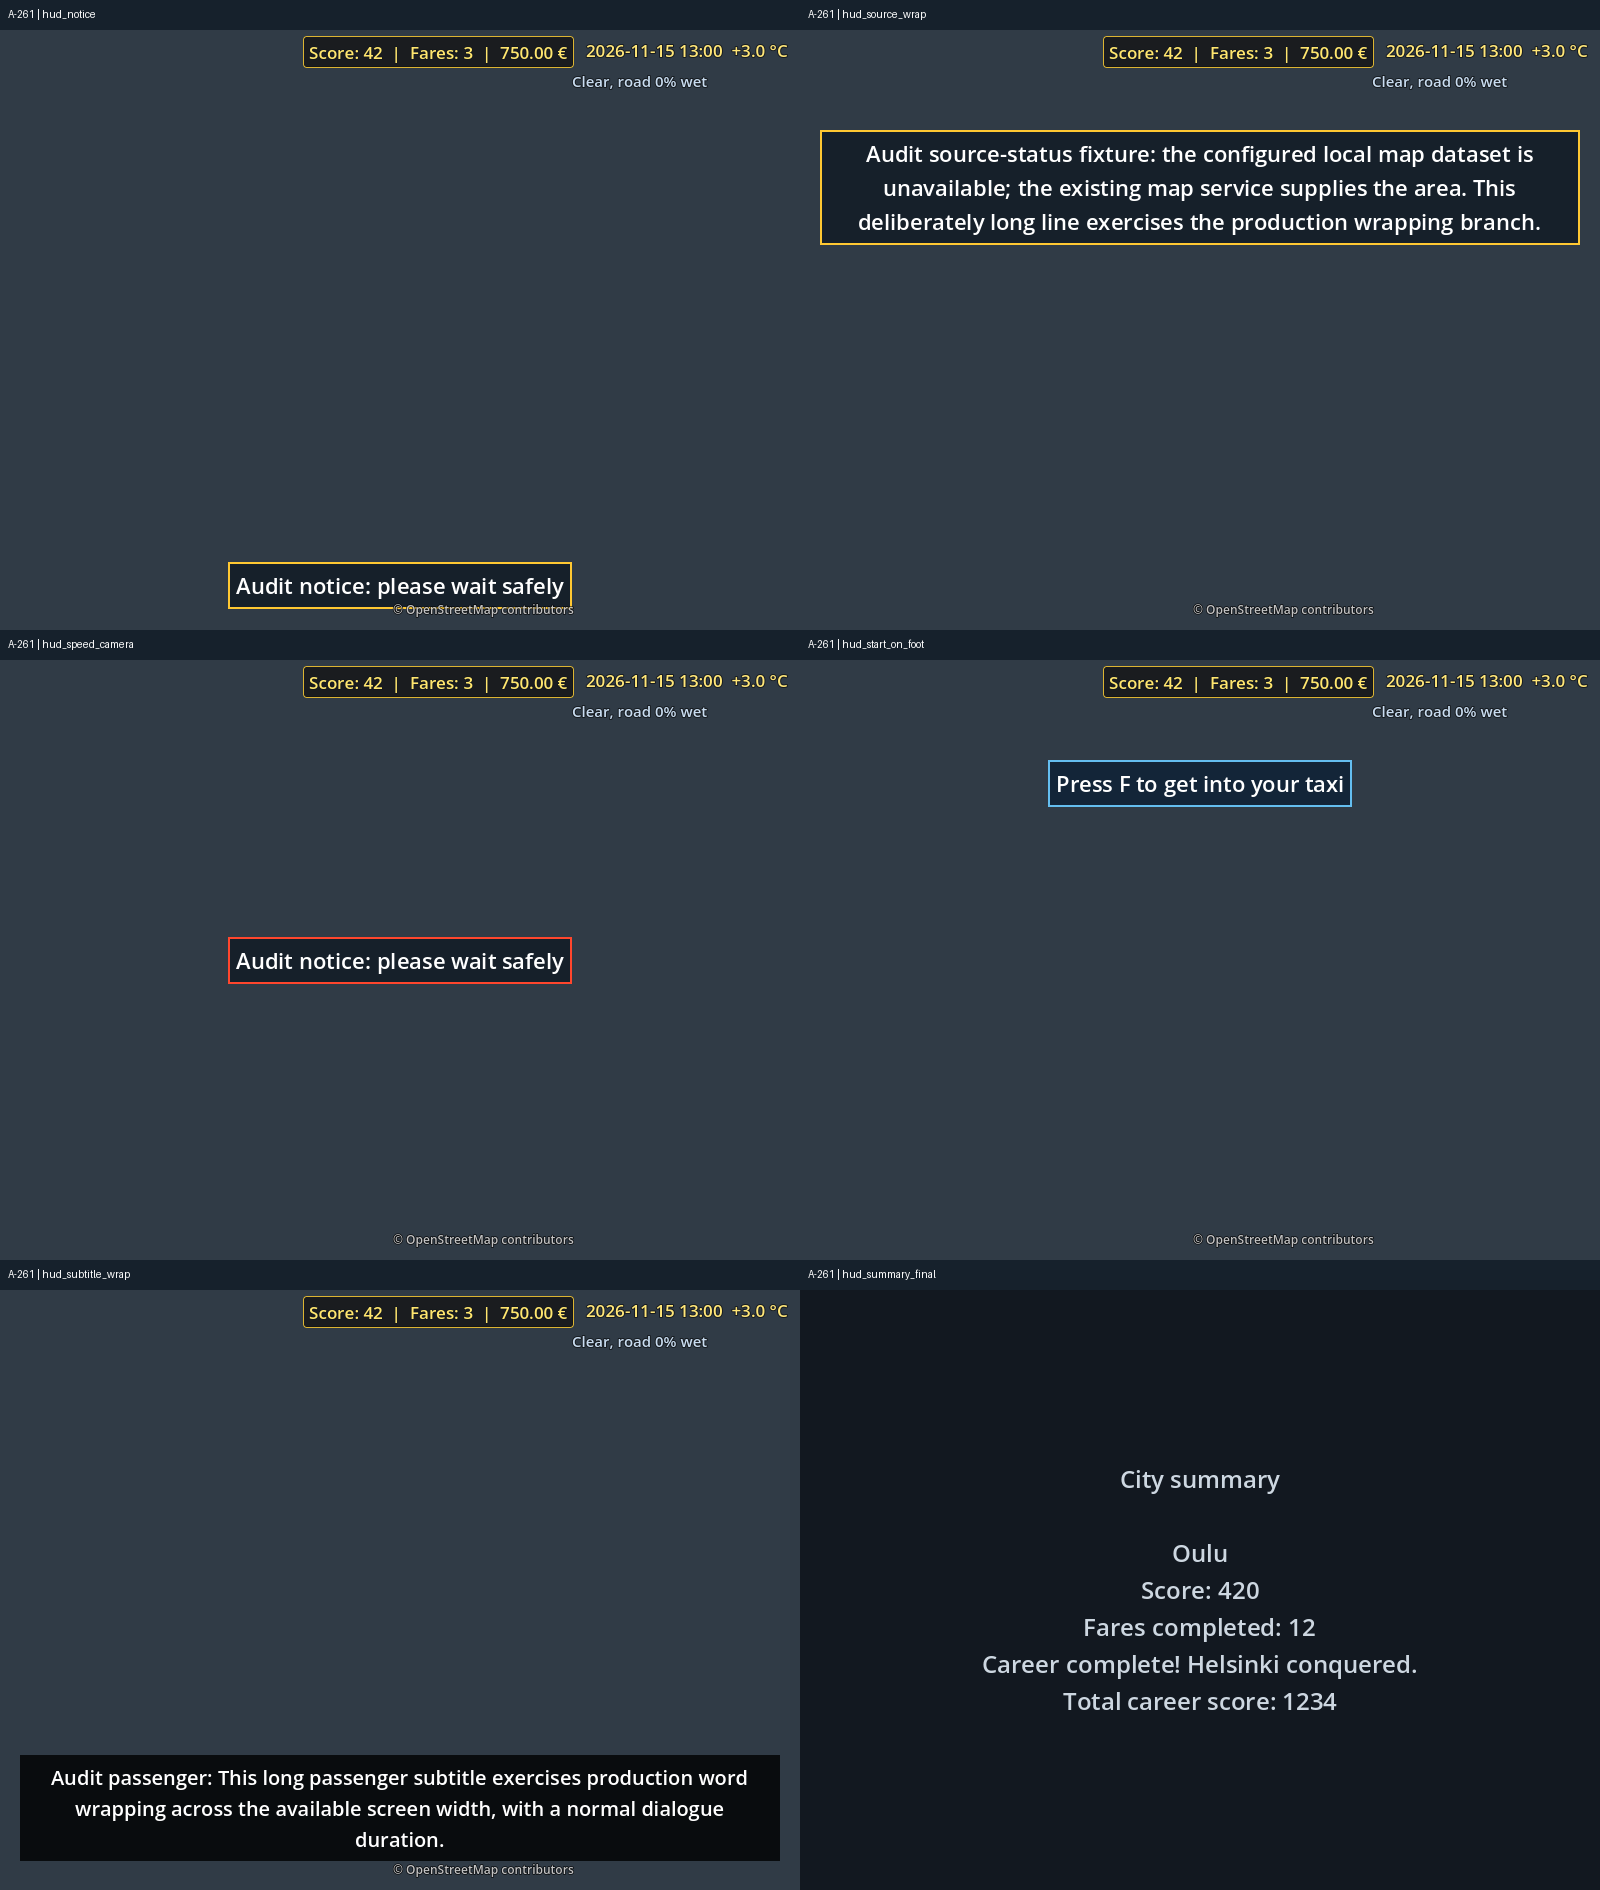 A-261 | hud_notice
Score: 42 | Fares: 3 | 750.00 €
2026-11-15 13:00 +3.0 °C
Clear, road 0% wet
Audit notice: please wait safely
© OpenStreetMap contributors
A-261 | hud_source_wrap
Score: 42 | Fares: 3 | 750.00 €
2026-11-15 13:00 +3.0 °C
Clear, road 0% wet
Audit source-status fixture: the configured local map dataset is
unavailable; the existing map service supplies the area. This
deliberately long line exercises the production wrapping branch.
© OpenStreetMap contributors
A-261 | hud_speed_camera
Score: 42 | Fares: 3 | 750.00 €
2026-11-15 13:00 +3.0 °C
Clear, road 0% wet
Audit notice: please wait safely
© OpenStreetMap contributors
A-261 | hud_start_on_foot
Score: 42 | Fares: 3 | 750.00 €
2026-11-15 13:00 +3.0 °C
Clear, road 0% wet
Press F to get into your taxi
© OpenStreetMap contributors
A-261 | hud_subtitle_wrap
Score: 42 | Fares: 3 | 750.00 €
2026-11-15 13:00 +3.0 °C
Clear, road 0% wet
Audit passenger: This long passenger subtitle exercises production word
wrapping across the available screen width, with a normal dialogue
duration.
© OpenStreetMap contributors
A-261 | hud_summary_final
City summary
Oulu
Score: 420
Fares completed: 12
Career complete! Helsinki conquered.
Total career score: 1234